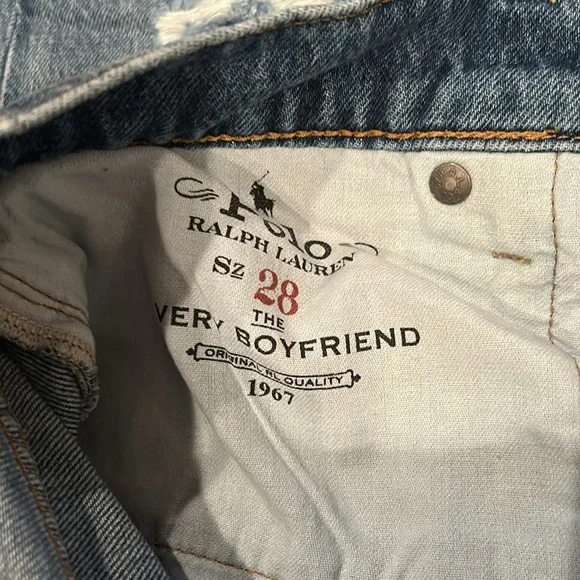 POLO
RALPH LAUREN
SZ 28
THE
VERY BOYFRIEND
ORIGINAL RL QUALITY
1967